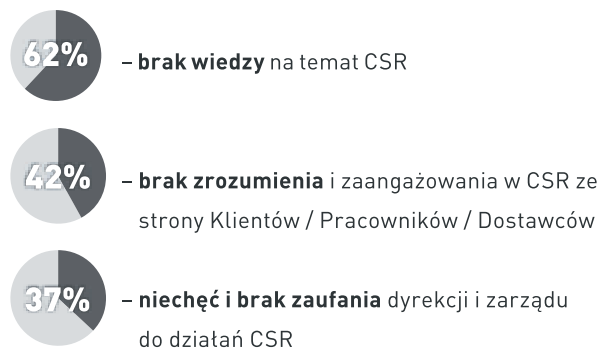 62% – brak wiedzy na temat CSR
42% – brak zrozumienia i zaangażowania w CSR ze
strony Klientów / Pracowników / Dostawców
37% – niechęć i brak zaufania dyrekcji i zarządu
do działań CSR